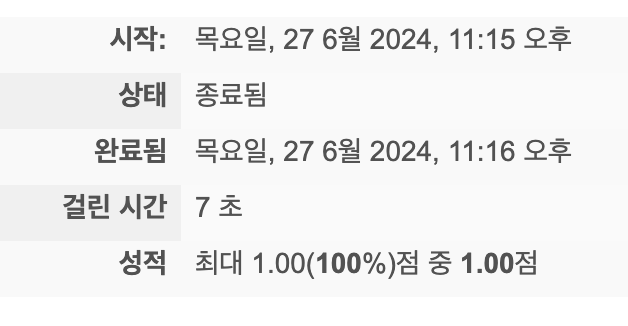 시작: 목요일, 27 6월 2024, 11:15 오후
상태 종료됨
완료됨 목요일, 27 6월 2024, 11:16 오후
걸린 시간 7 초
성적 최대 1.00(100%)점 중 1.00점